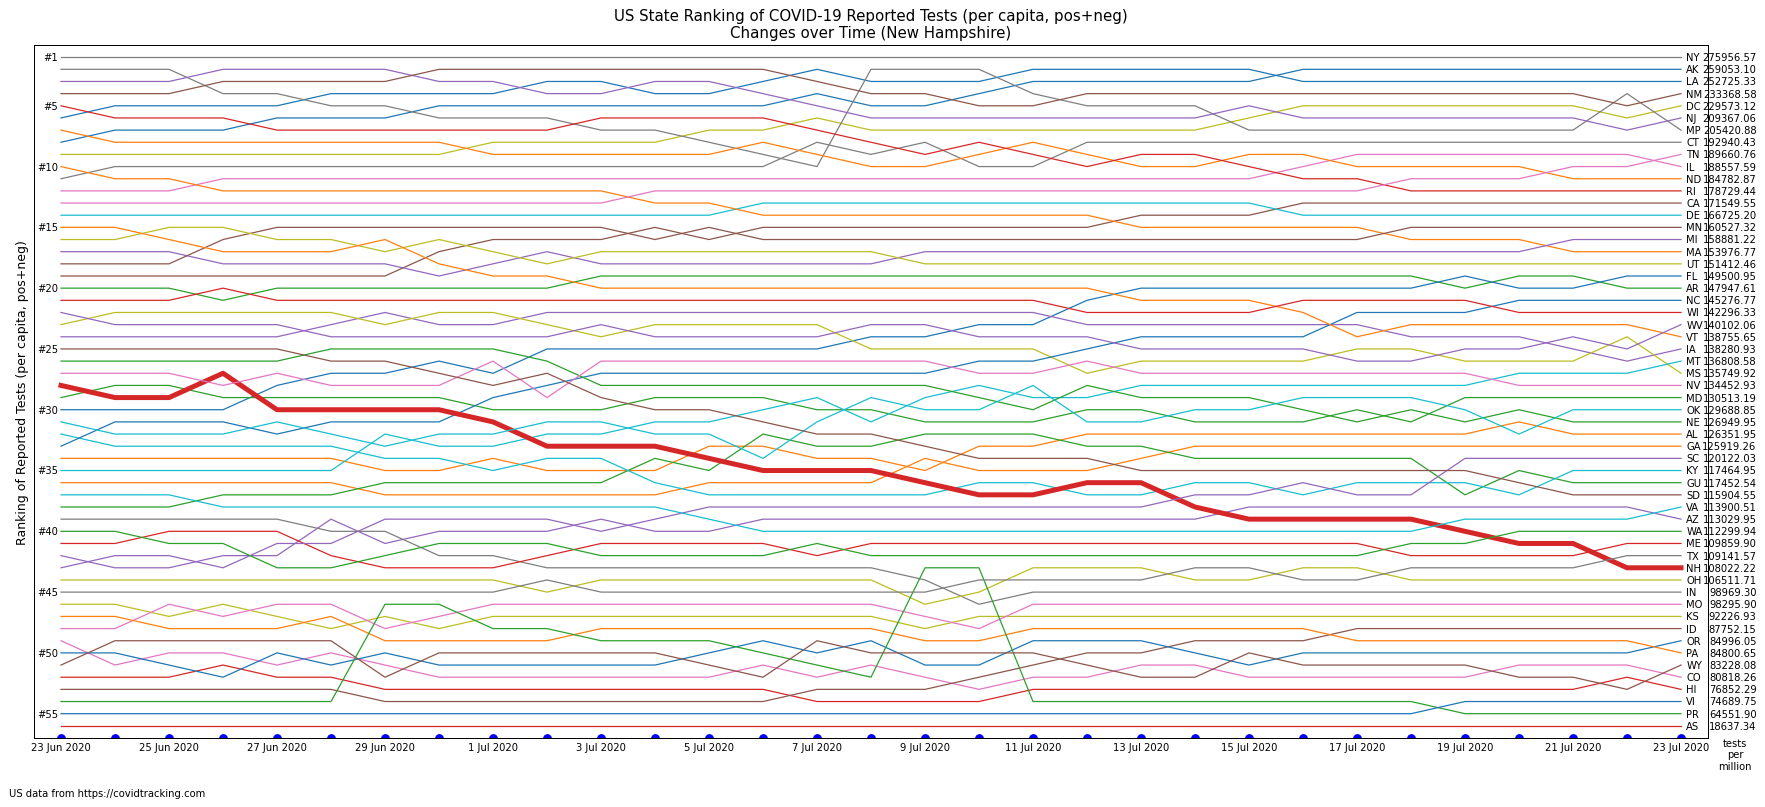 US State Ranking of COVID-19 Reported Tests (per capita, pos+neg)
Changes over Time (New Hampshire)
Ranking of Reported Tests (per capita, pos+neg)
#1
#5
#10
#15
#20
#25
#30
#35
#40
#45
#50
#55
NY 275956.57
AK 259053.10
LA 252725.33
NM 233368.58
DC 229573.12
NJ 209367.06
MP 205420.88
CT 192940.43
TN 189660.76
IL 188557.59
ND 184782.87
RI 178729.44
CA 171549.55
DE 166725.20
MN 160527.32
MI 158881.22
MA 153976.77
UT 151412.46
FL 149500.95
AR 147947.61
NC 145276.77
WI 142296.33
WV 140102.06
VT 138755.65
IA 138280.93
MT 136808.58
MS 135749.92
NV 134452.93
MD 130513.19
OK 129688.85
NE 126949.95
AL 126351.95
GA 125919.26
SC 120122.03
KY 117464.95
GU 117452.54
SD 115904.55
VA 113900.51
AZ 113029.95
WA 112299.94
ME 109859.90
TX 109141.57
NH 108022.22
OH 106511.71
IN 98969.30
MO 98295.90
KS 92226.93
ID 87752.15
OR 84996.05
PA 84800.65
WY 83228.08
CO 80818.26
HI 76852.29
VI 74689.75
PR 64551.90
AS 18637.34
23 Jun 2020 25 Jun 2020 27 Jun 2020 29 Jun 2020 1 Jul 2020 3 Jul 2020 5 Jul 2020 7 Jul 2020 9 Jul 2020 11 Jul 2020 13 Jul 2020 15 Jul 2020 17 Jul 2020 19 Jul 2020 21 Jul 2020 23 Jul 2020
tests
per
million
US data from https://covidtracking.com